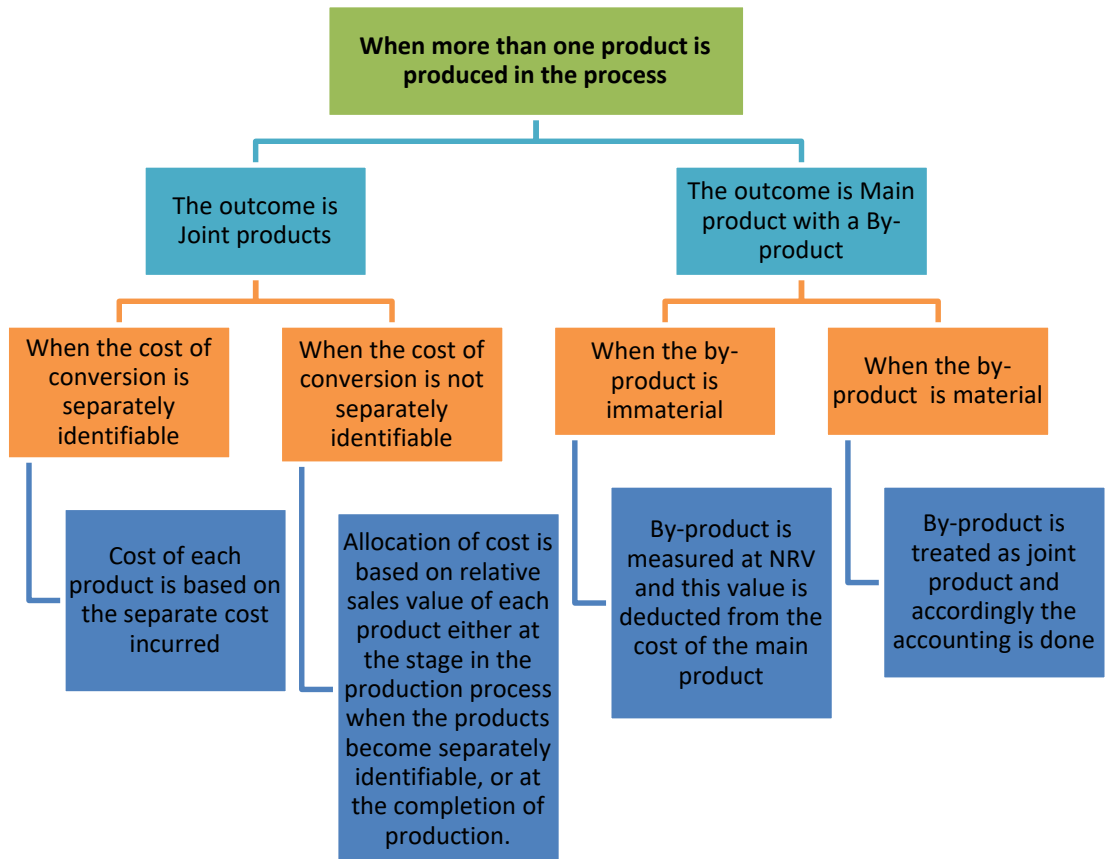 When more than one product is
produced in the process
The outcome is
Joint products
The outcome is Main
product with a By-
product
When the cost of
conversion is
separately
identifiable
When the cost of
conversion is not
separately
identifiable
When the by-
product is
immaterial
When the by-
product is material
Cost of each
product is based on
the separate cost
incurred
Allocation of cost is
based on relative
sales value of each
product either at
the stage in the
production process
when the products
become separately
identifiable, or at
the completion of
production.
By-product is
measured at NRV
and this value is
deducted from the
cost of the main
product
By-product is
treated as joint
product and
accordingly the
accounting is done